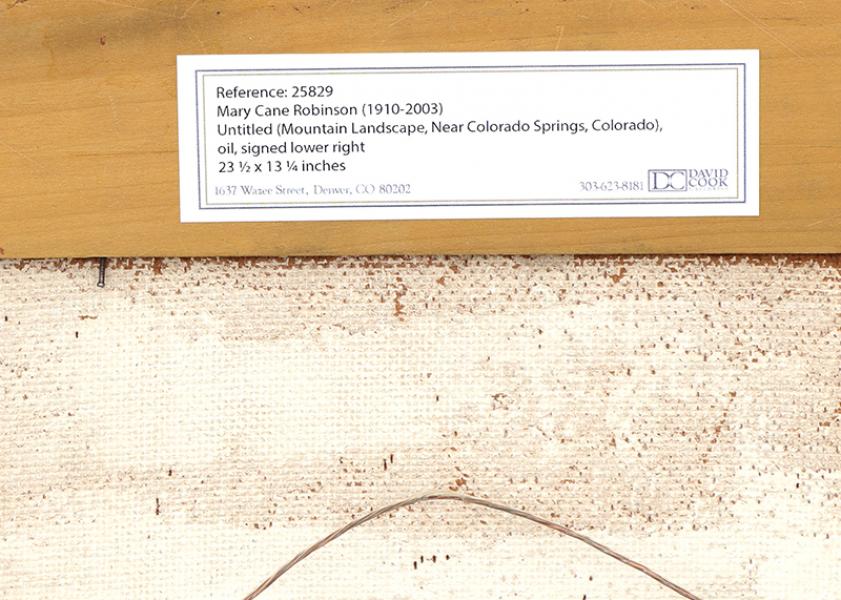 Reference: 25829
Mary Cane Robinson (1910-2003)
Untitled (Mountain Landscape, Near Colorado Springs, Colorado),
oil, signed lower right
23 ½ x 13 ¼ inches
1637 Wazee Street, Denver, CO 80202
303-623-8181
DC
DAVID
COOK